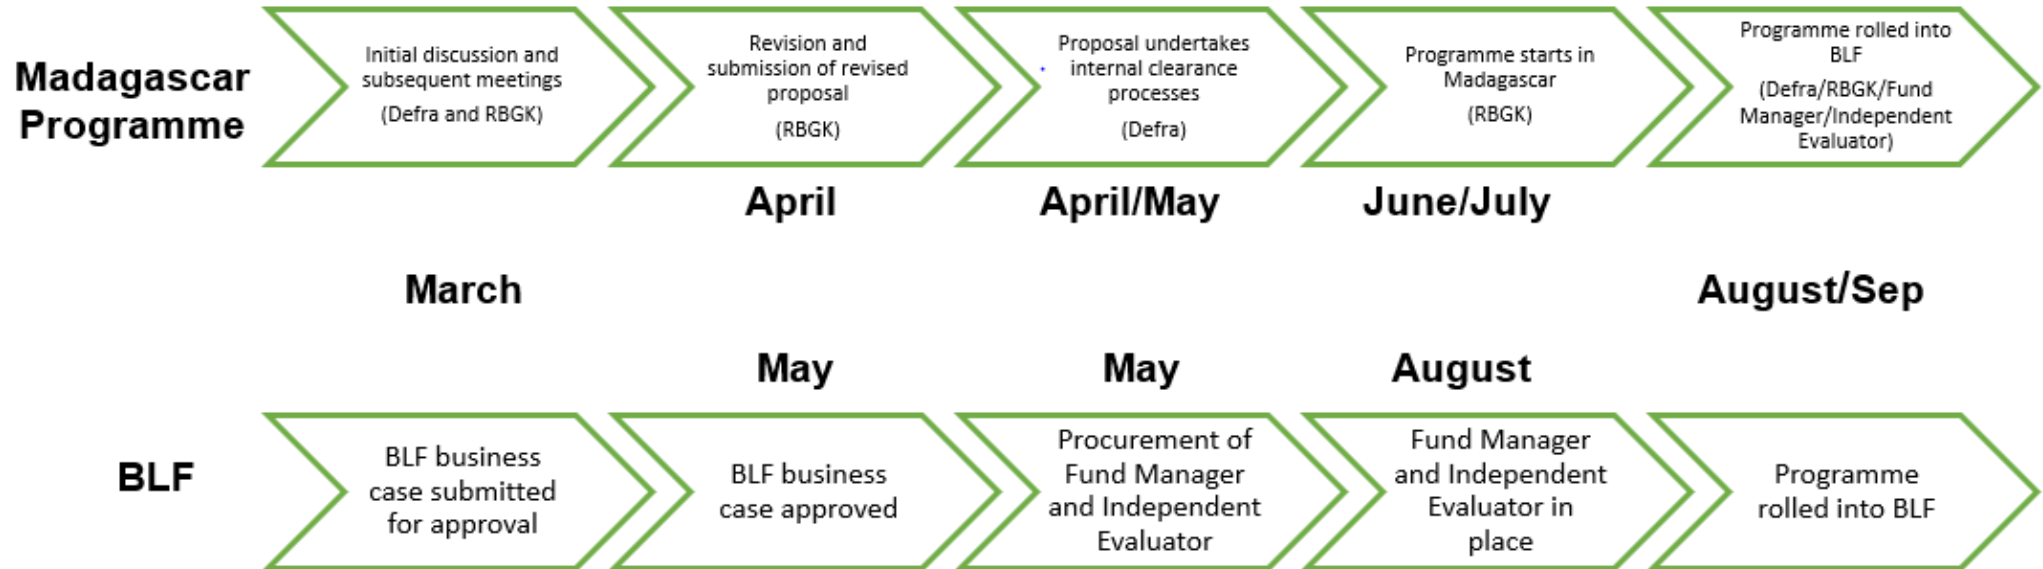 Madagascar
Programme
Initial discussion and
subsequent meetings
(Defra and RBGK)
Revision and
submission of revised
proposal
(RBGK)
Proposal undertakes
internal clearance
processes
(Defra)
Programme starts in
Madagascar
(RBGK)
Programme rolled into
BLF
(Defra/RBGK/Fund
Manager/Independent
Evaluator)
April
April/May
June/July
March
August/Sep
May
May
August
BLF
BLF business
case submitted
for approval
BLF business
case approved
Procurement of
Fund Manager
and Independent
Evaluator
Fund Manager
and Independent
Evaluator in
place
Programme
rolled into BLF